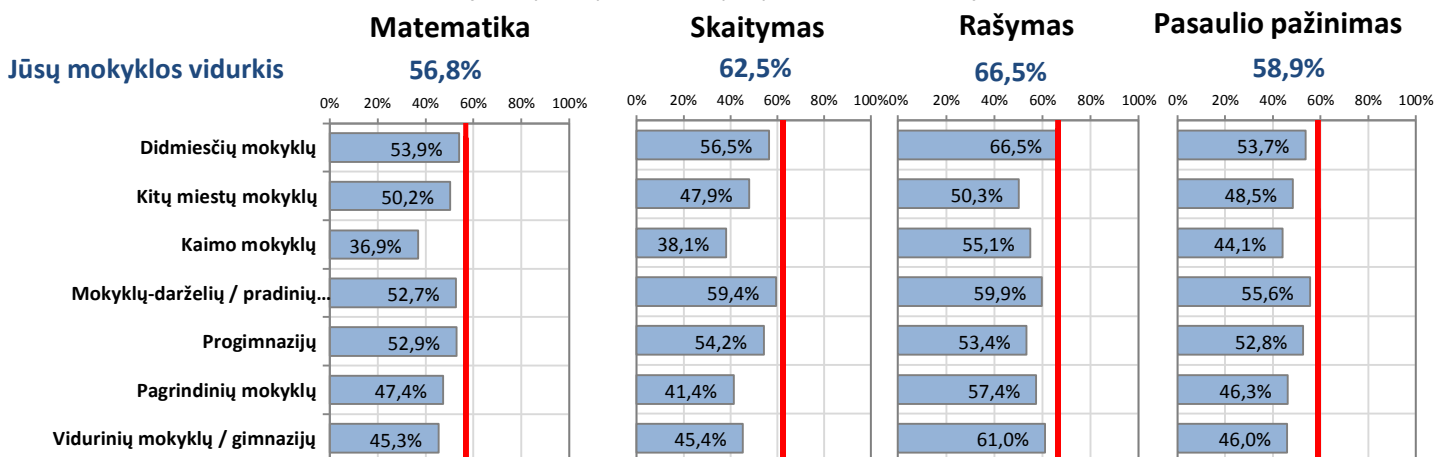 Matematika Skaitymas Rašymas Pasaulio pažinimas
Jūsų mokyklos vidurkis 56,8% 62,5% 66,5% 58,9%
0% 20% 40% 60% 80% 100% 0% 20% 40% 60% 80% 100% 0% 20% 40% 60% 80% 100% 0% 20% 40% 60% 80% 100%
Didmiesčių mokyklų 53,9% 56,5% 66,5% 53,7%
Kitų miestų mokyklų 50,2% 47,9% 50,3% 48,5%
Kaimo mokyklų 36,9% 38,1% 55,1% 44,1%
Mokyklų-darželių / pradinių... 52,7% 59,4% 59,9% 55,6%
Progimnazijų 52,9% 54,2% 53,4% 52,8%
Pagrindinių mokyklų 47,4% 41,4% 57,4% 46,3%
Vidurinių mokyklų / gimnazijų 45,3% 45,4% 61,0% 46,0%